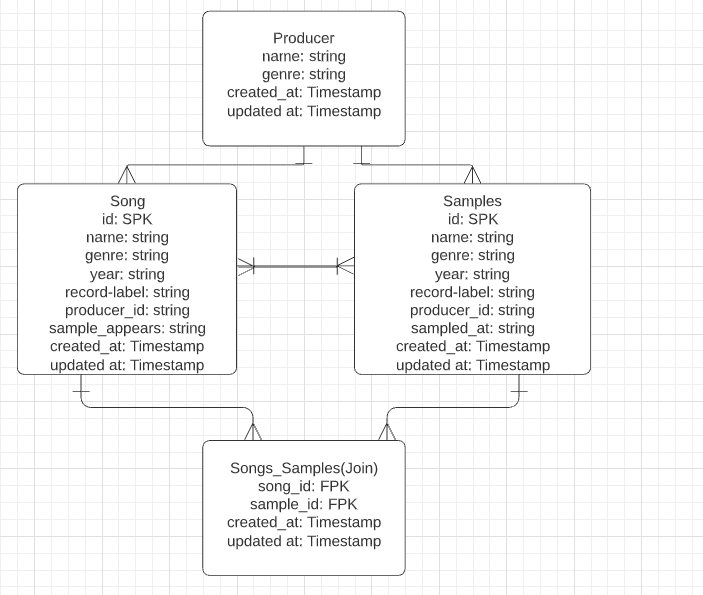 Producer
name: string
genre: string
created_at: Timestamp
updated at: Timestamp
Song
id: SPK
name: string
genre: string
year: string
record-label: string
producer_id: string
sample_appears: string
created_at: Timestamp
updated at: Timestamp
Samples
id: SPK
name: string
genre: string
year: string
record-label: string
producer_id: string
sampled_at: string
created_at: Timestamp
updated at: Timestamp
Songs_Samples(Join)
song_id: FPK
sample_id: FPK
created_at: Timestamp
updated at: Timestamp